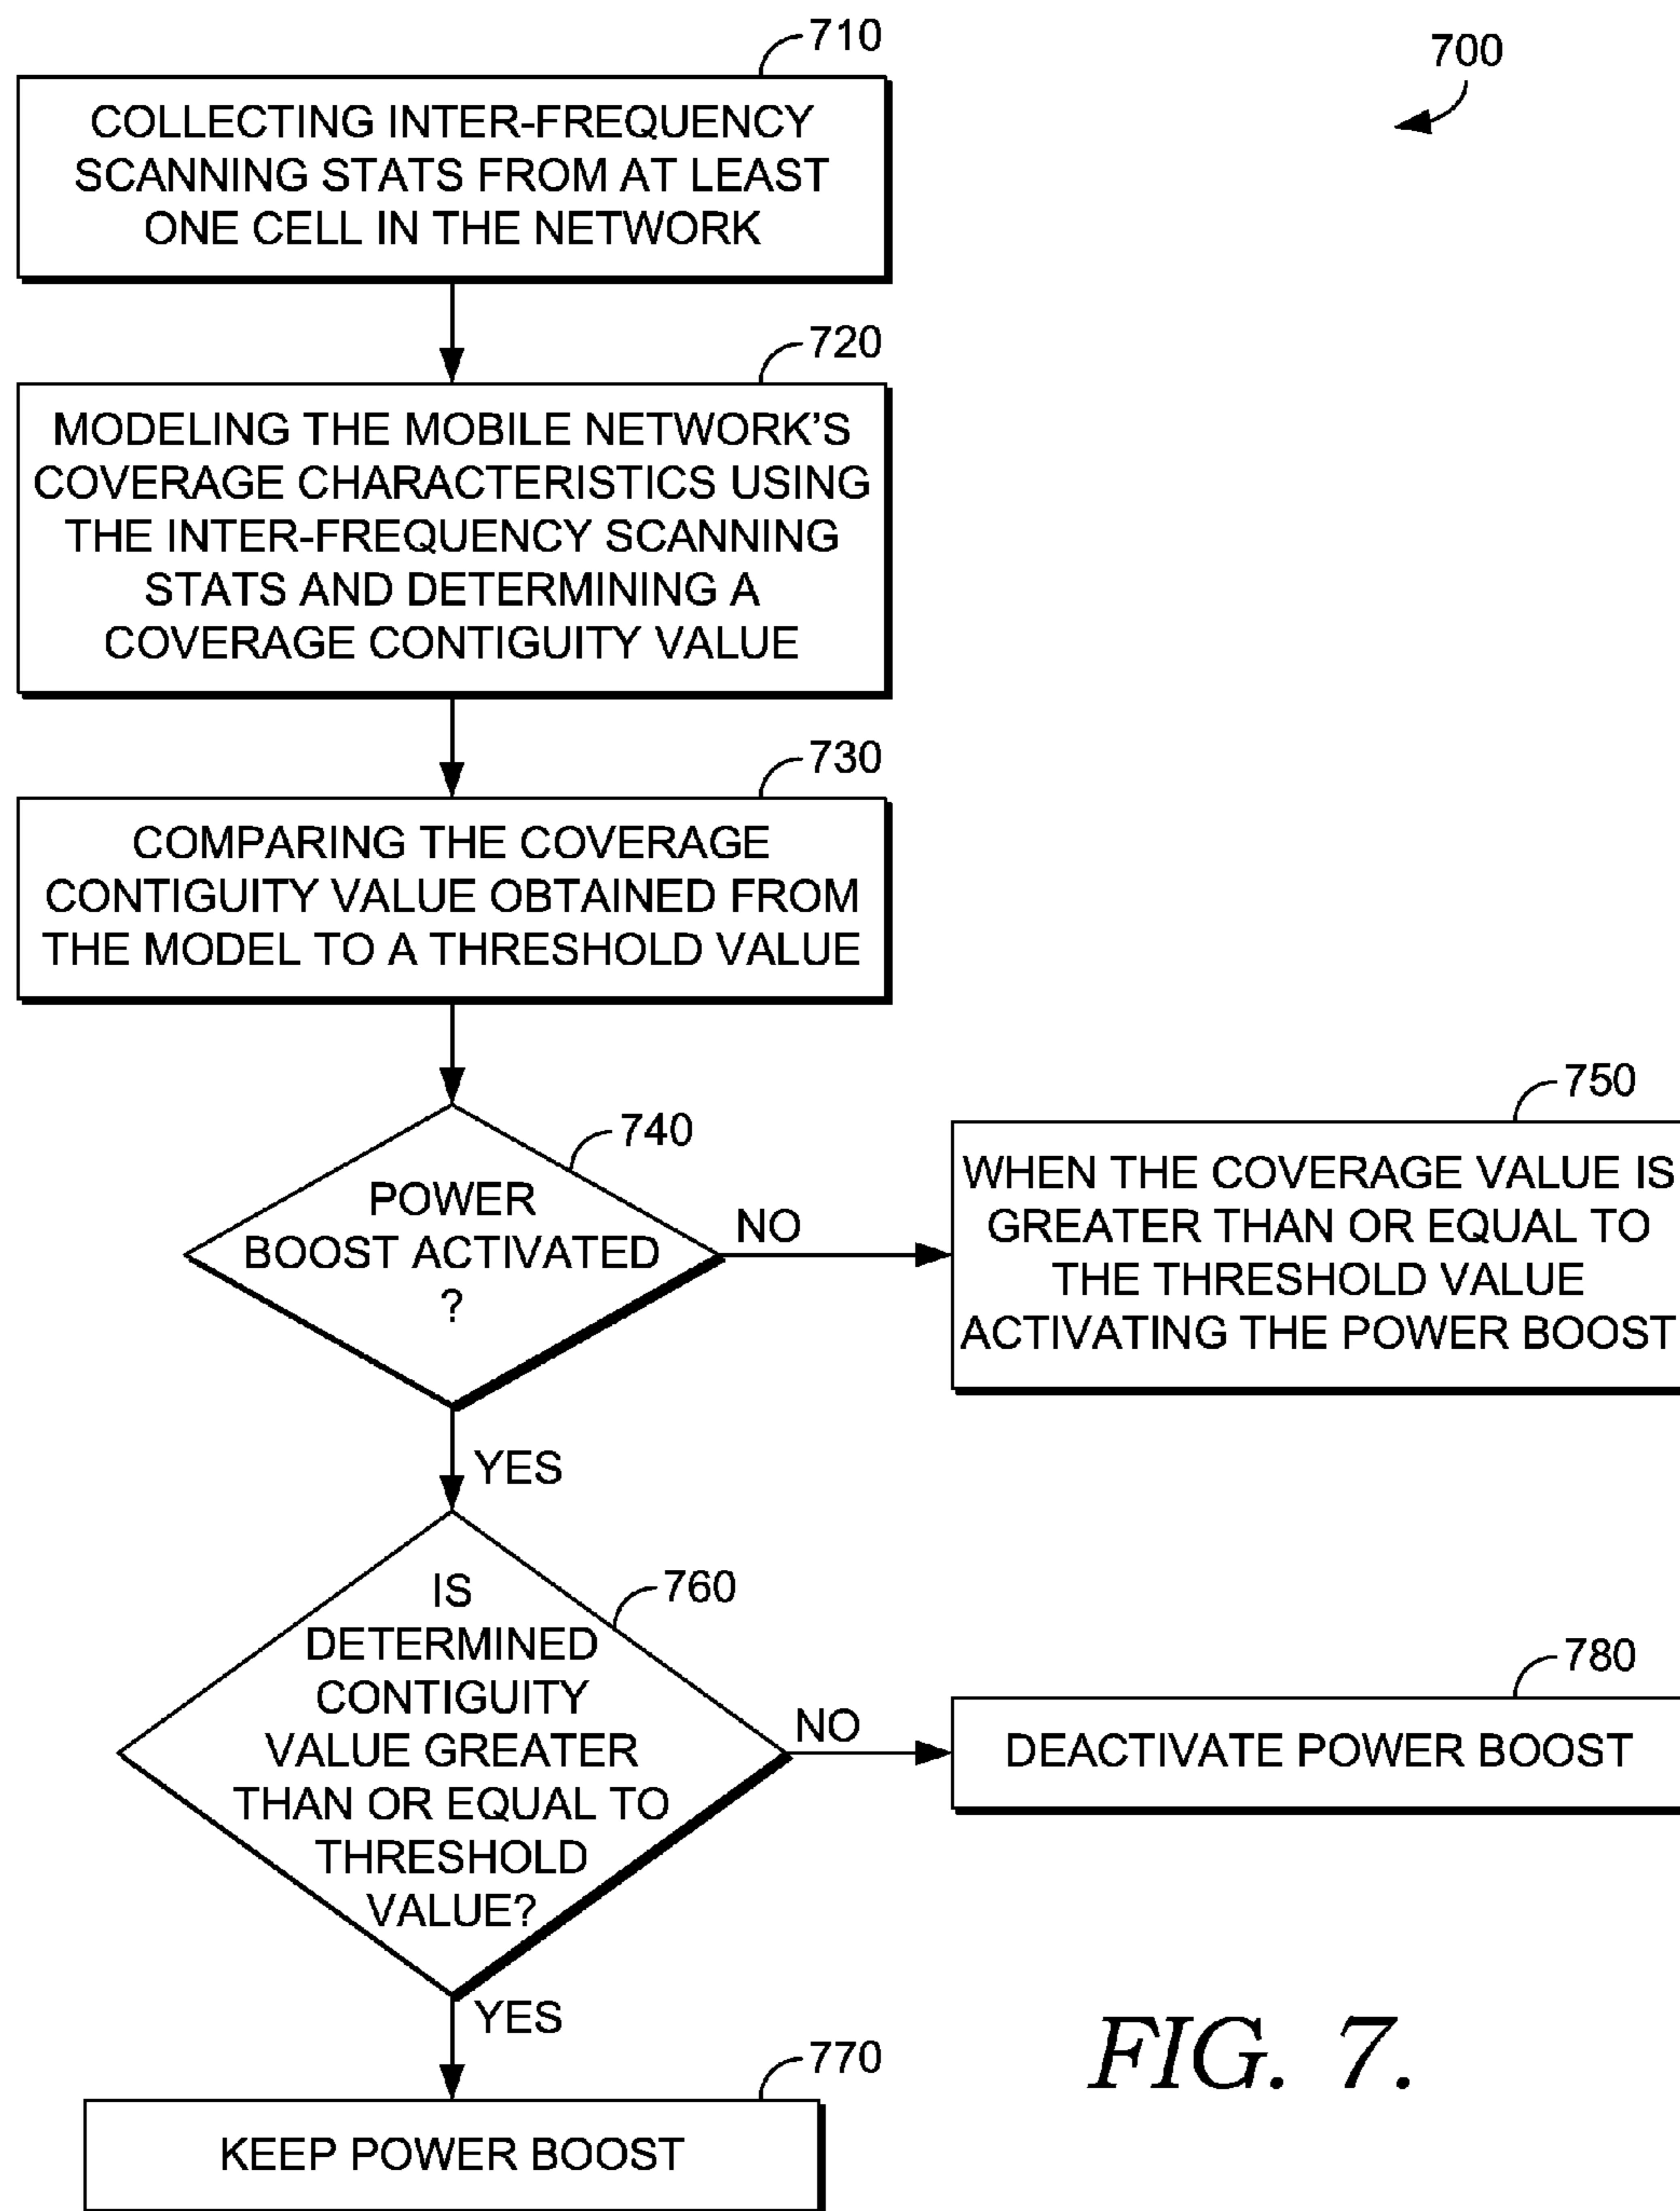 710
700
COLLECTING INTER-FREQUENCY
SCANNING STATS FROM AT LEAST
ONE CELL IN THE NETWORK
720
MODELING THE MOBILE NETWORK'S
COVERAGE CHARACTERISTICS USING
THE INTER-FREQUENCY SCANNING
STATS AND DETERMINING A
COVERAGE CONTIGUITY VALUE
730
COMPARING THE COVERAGE
CONTIGUITY VALUE OBTAINED FROM
THE MODEL TO A THRESHOLD VALUE
740
POWER
BOOST ACTIVATED
?
NO
750
WHEN THE COVERAGE VALUE IS
GREATER THAN OR EQUAL TO
THE THRESHOLD VALUE
ACTIVATING THE POWER BOOST
YES
760
IS
DETERMINED
CONTIGUITY
VALUE GREATER
THAN OR EQUAL TO
THRESHOLD
VALUE?
NO
780
DEACTIVATE POWER BOOST
YES
770
KEEP POWER BOOST
FIG. 7.